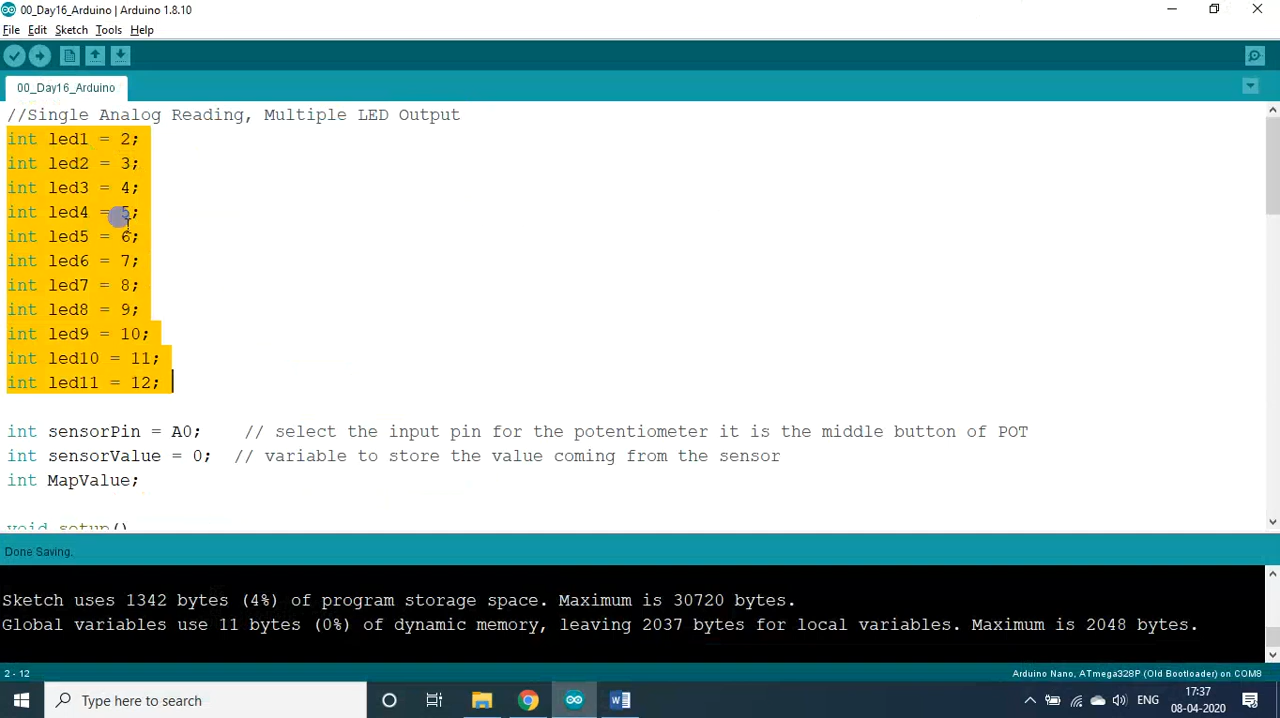 00_Day16_Arduino | Arduino 1.8.10
File Edit Sketch Tools Help
00_Day16_Arduino
//Single Analog Reading, Multiple LED Output
int led1 = 2;
int led2 = 3;
int led3 = 4;
int led4 = 5;
int led5 = 6;
int led6 = 7;
int led7 = 8;
int led8 = 9;
int led9 = 10;
int led10 = 11;
int led11 = 12;
int sensorPin = A0;    // select the input pin for the potentiometer it is the middle button of POT
int sensorValue = 0;  // variable to store the value coming from the sensor
int MapValue;
void setup()
Done Saving.
Sketch uses 1342 bytes (4%) of program storage space. Maximum is 30720 bytes.
Global variables use 11 bytes (0%) of dynamic memory, leaving 2037 bytes for local variables. Maximum is 2048 bytes.
2 - 12 Arduino Nano, ATmega328P (Old Bootloader) on COM8
Type here to search
ENG
17:37
08-04-2020